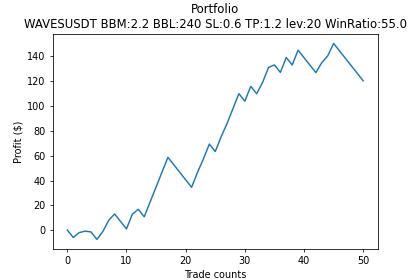 Portfolio
WAVESUSDT BBM:2.2 BBL:240 SL:0.6 TP:1.2 lev:20 WinRatio:55.0
140
120
100
80
60
40
20
0
Profit ($)
0 10 20 30 40 50
Trade counts